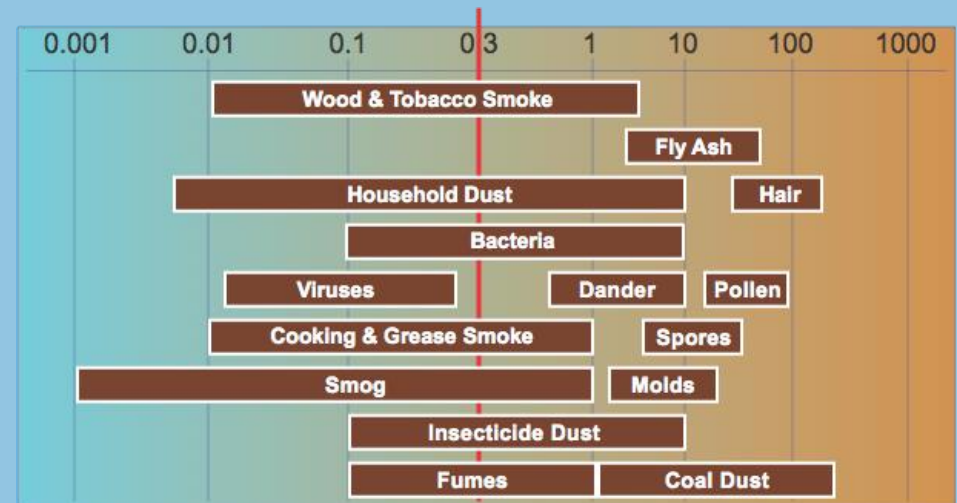 0.001 0.01 0.1 0.3 1 10 100 1000
Wood & Tobacco Smoke
Fly Ash
Household Dust Hair
Bacteria
Viruses Dander Pollen
Cooking & Grease Smoke Spores
Smog Molds
Insecticide Dust
Fumes Coal Dust